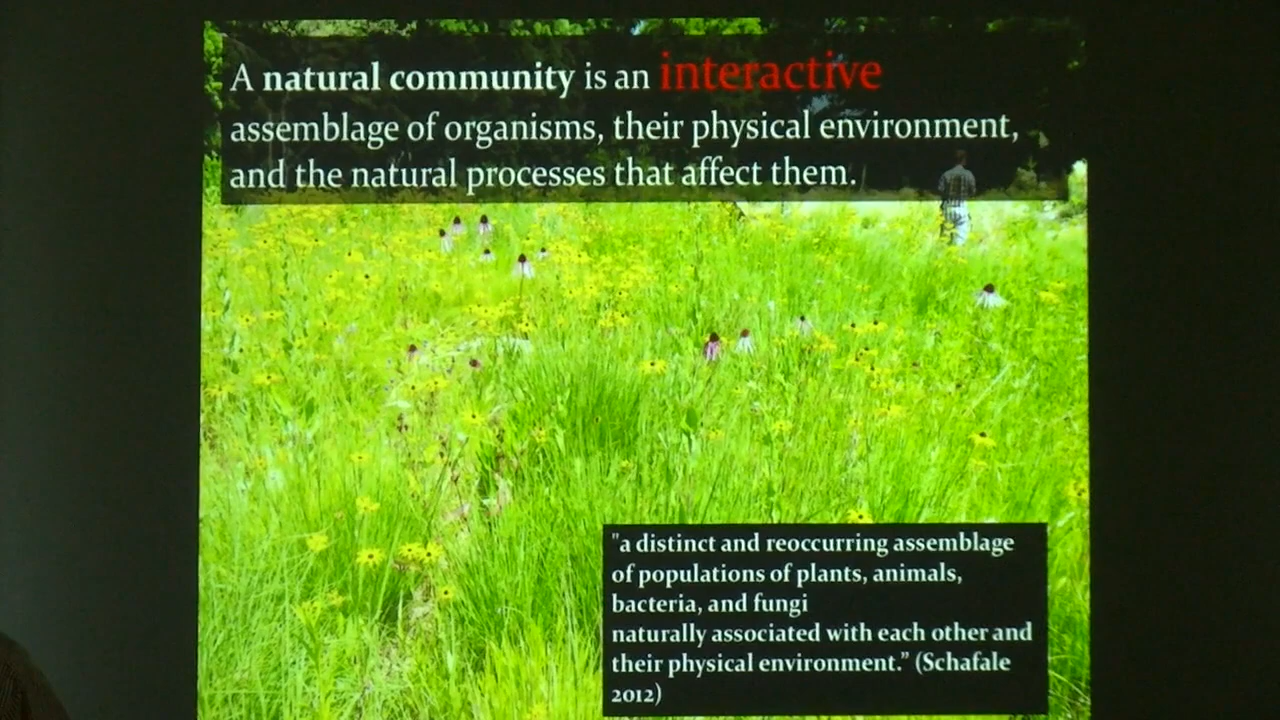 A natural community is an interactive
assemblage of organisms, their physical environment,
and the natural processes that affect them.
"a distinct and reoccurring assemblage
of populations of plants, animals,
bacteria, and fungi
naturally associated with each other and
their physical environment.” (Schafale
2012)